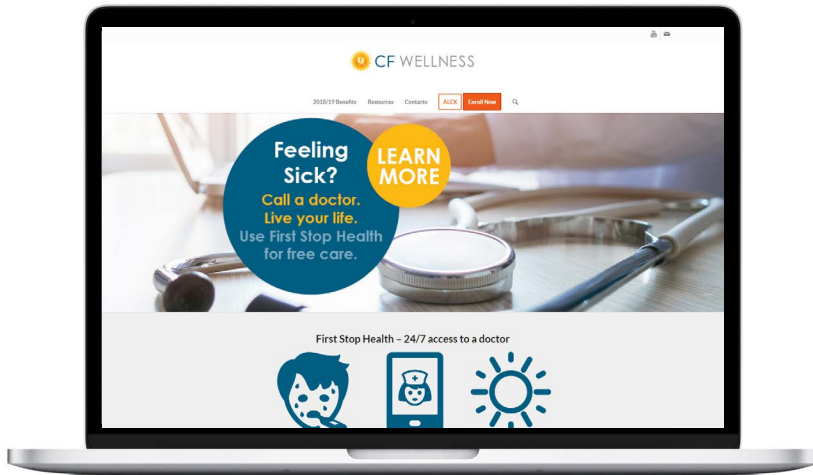 CF WELLNESS
2018/19 Benefits Resources Contacts ALEX Enroll Now
Feeling
Sick?
LEARN
MORE
Call a doctor.
Live your life.
Use First Stop Health
for free care.
First Stop Health – 24/7 access to a doctor